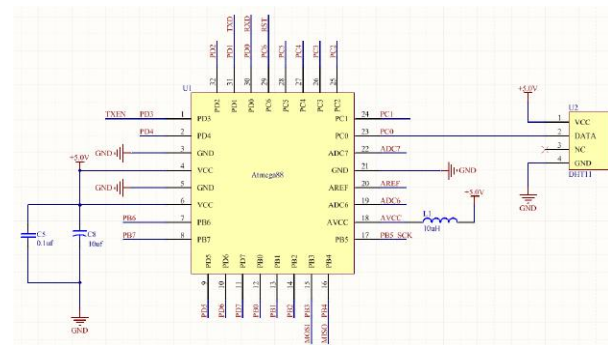 TXD
RXD
RST
PD2
PD1
PD0
PC6
PC5
PC4
PC3
PC2
32
31
30
29
28
27
26
25
U1
PD2
PD1
PD0
PC6
PC5
PC4
PC3
PC2
TXEN PD3 1 PD3
PC1 24 PC1
PD4 2 PD4
PC0 23 PC0
GND 3 GND
ADC7 22 ADC7
+5.0V 4 VCC
GND 21 GND
GND 5 GND
AREF 20 AREF
6 VCC
ADC6 19 ADC6
PB6 7 PB6
AVCC 18 AVCC
PB7 8 PB7
PB5 17 PB5_SCK
Atmega88
L1
10uH
+5.0V
C5
0.1uf
C8
10uf
GND
PD5
PD6
PD7
PB0
PB1
PB2
PB3
PB4
9
10
11
12
13
14
15
16
PD5
PD6
PD7
PB0
PB1
PB2
MOSI PB3
MISO PB4
+5.0V
U2
1 VCC
2 DATA
3 NC
4 GND
DHT11
GND